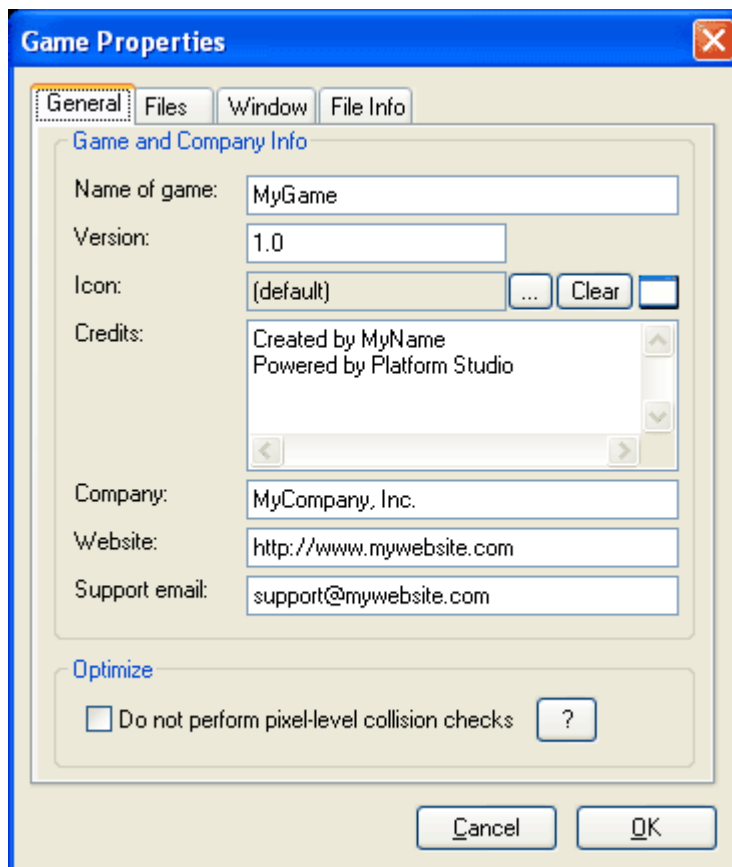 Game Properties
General Files Window File Info
Game and Company Info
Name of game: MyGame
Version: 1.0
Icon: (default) ... Clear
Credits: Created by MyName
Powered by Platform Studio
Company: MyCompany, Inc.
Website: http://www.mywebsite.com
Support email: support@mywebsite.com
Optimize
Do not perform pixel-level collision checks ?
Cancel OK